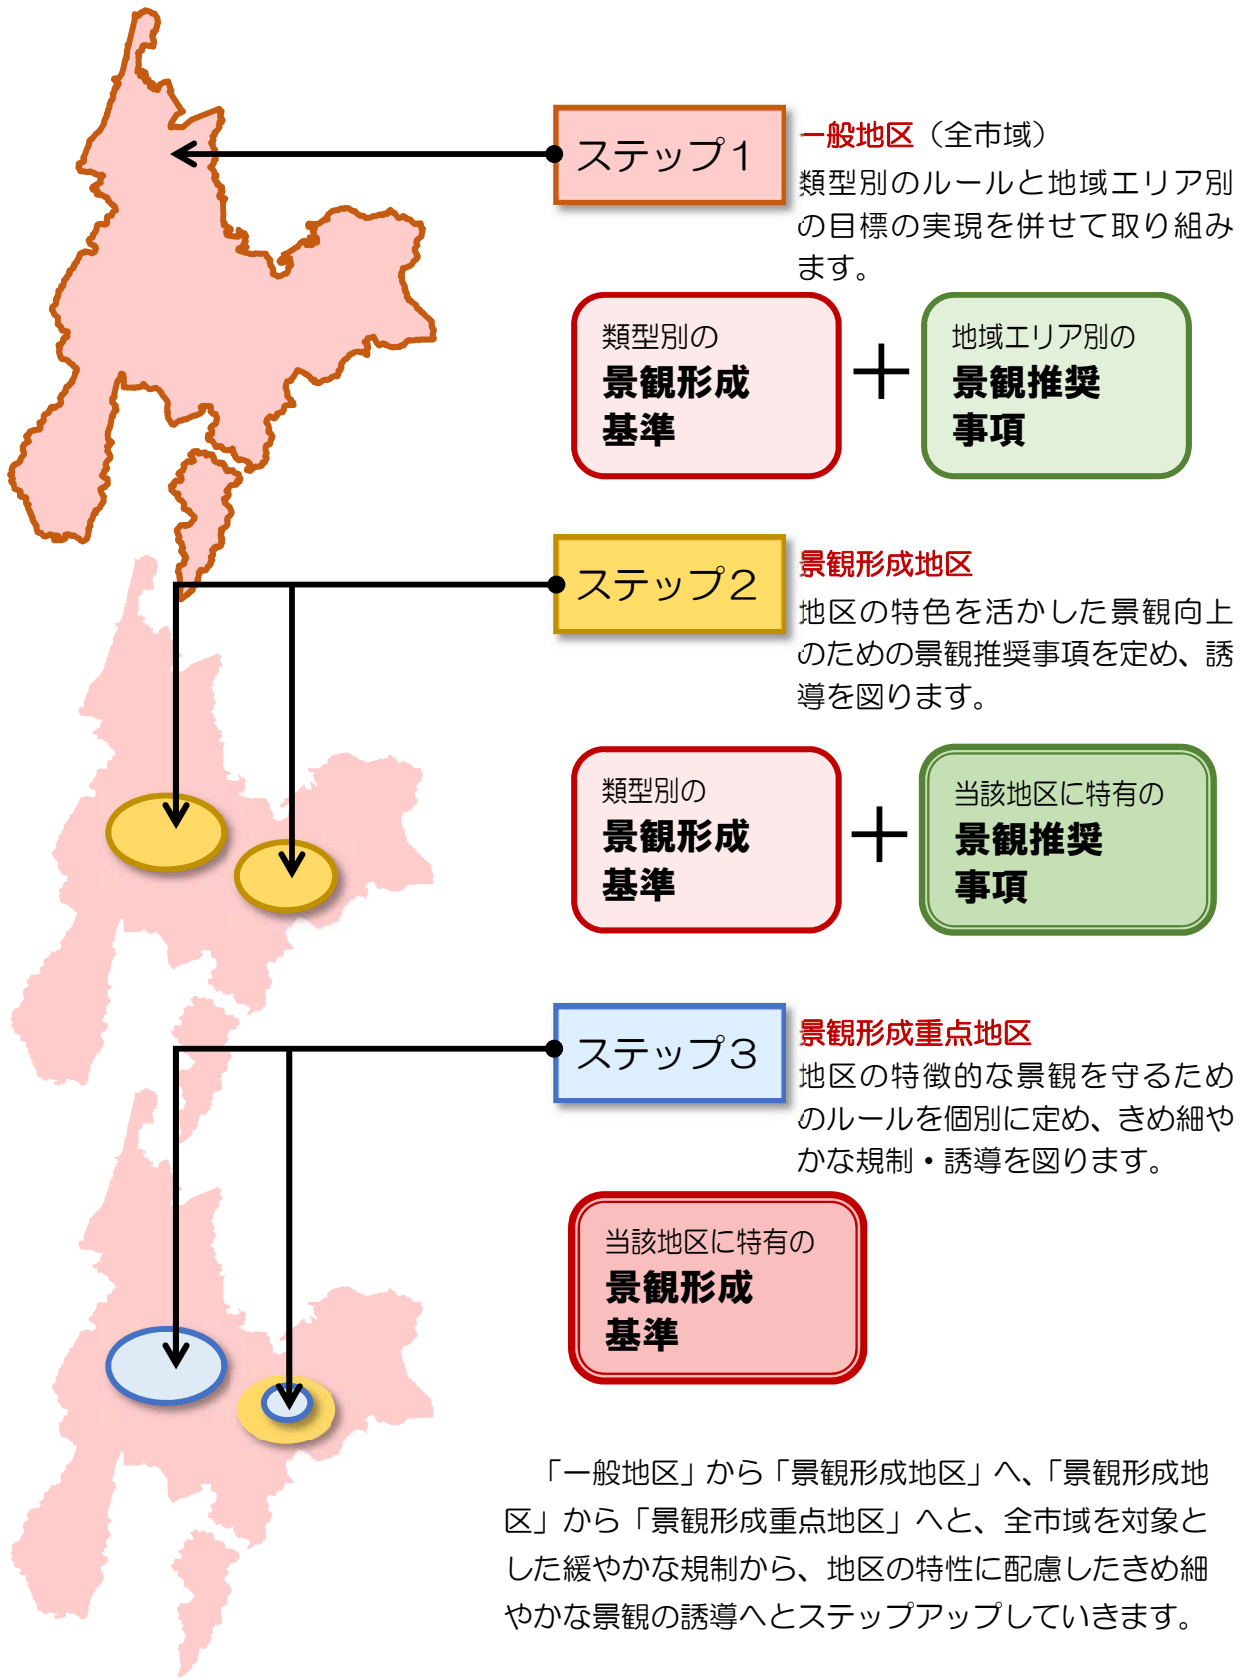 ステップ１
一般地区（全市域）
類型別のルールと地域エリア別
の目標の実現を併せて取り組み
ます。
類型別の
景観形成
基準
＋
地域エリア別の
景観推奨
事項
ステップ２
景観形成地区
地区の特色を活かした景観向上
のための景観推奨事項を定め、誘
導を図ります。
類型別の
景観形成
基準
＋
当該地区に特有の
景観推奨
事項
ステップ３
景観形成重点地区
地区の特徴的な景観を守るため
のルールを個別に定め、きめ細や
かな規制・誘導を図ります。
当該地区に特有の
景観形成
基準
「一般地区」から「景観形成地区」へ、「景観形成地
区」から「景観形成重点地区」へと、全市域を対象と
した緩やかな規制から、地区の特性に配慮したきめ細
やかな景観の誘導へとステップアップしていきます。